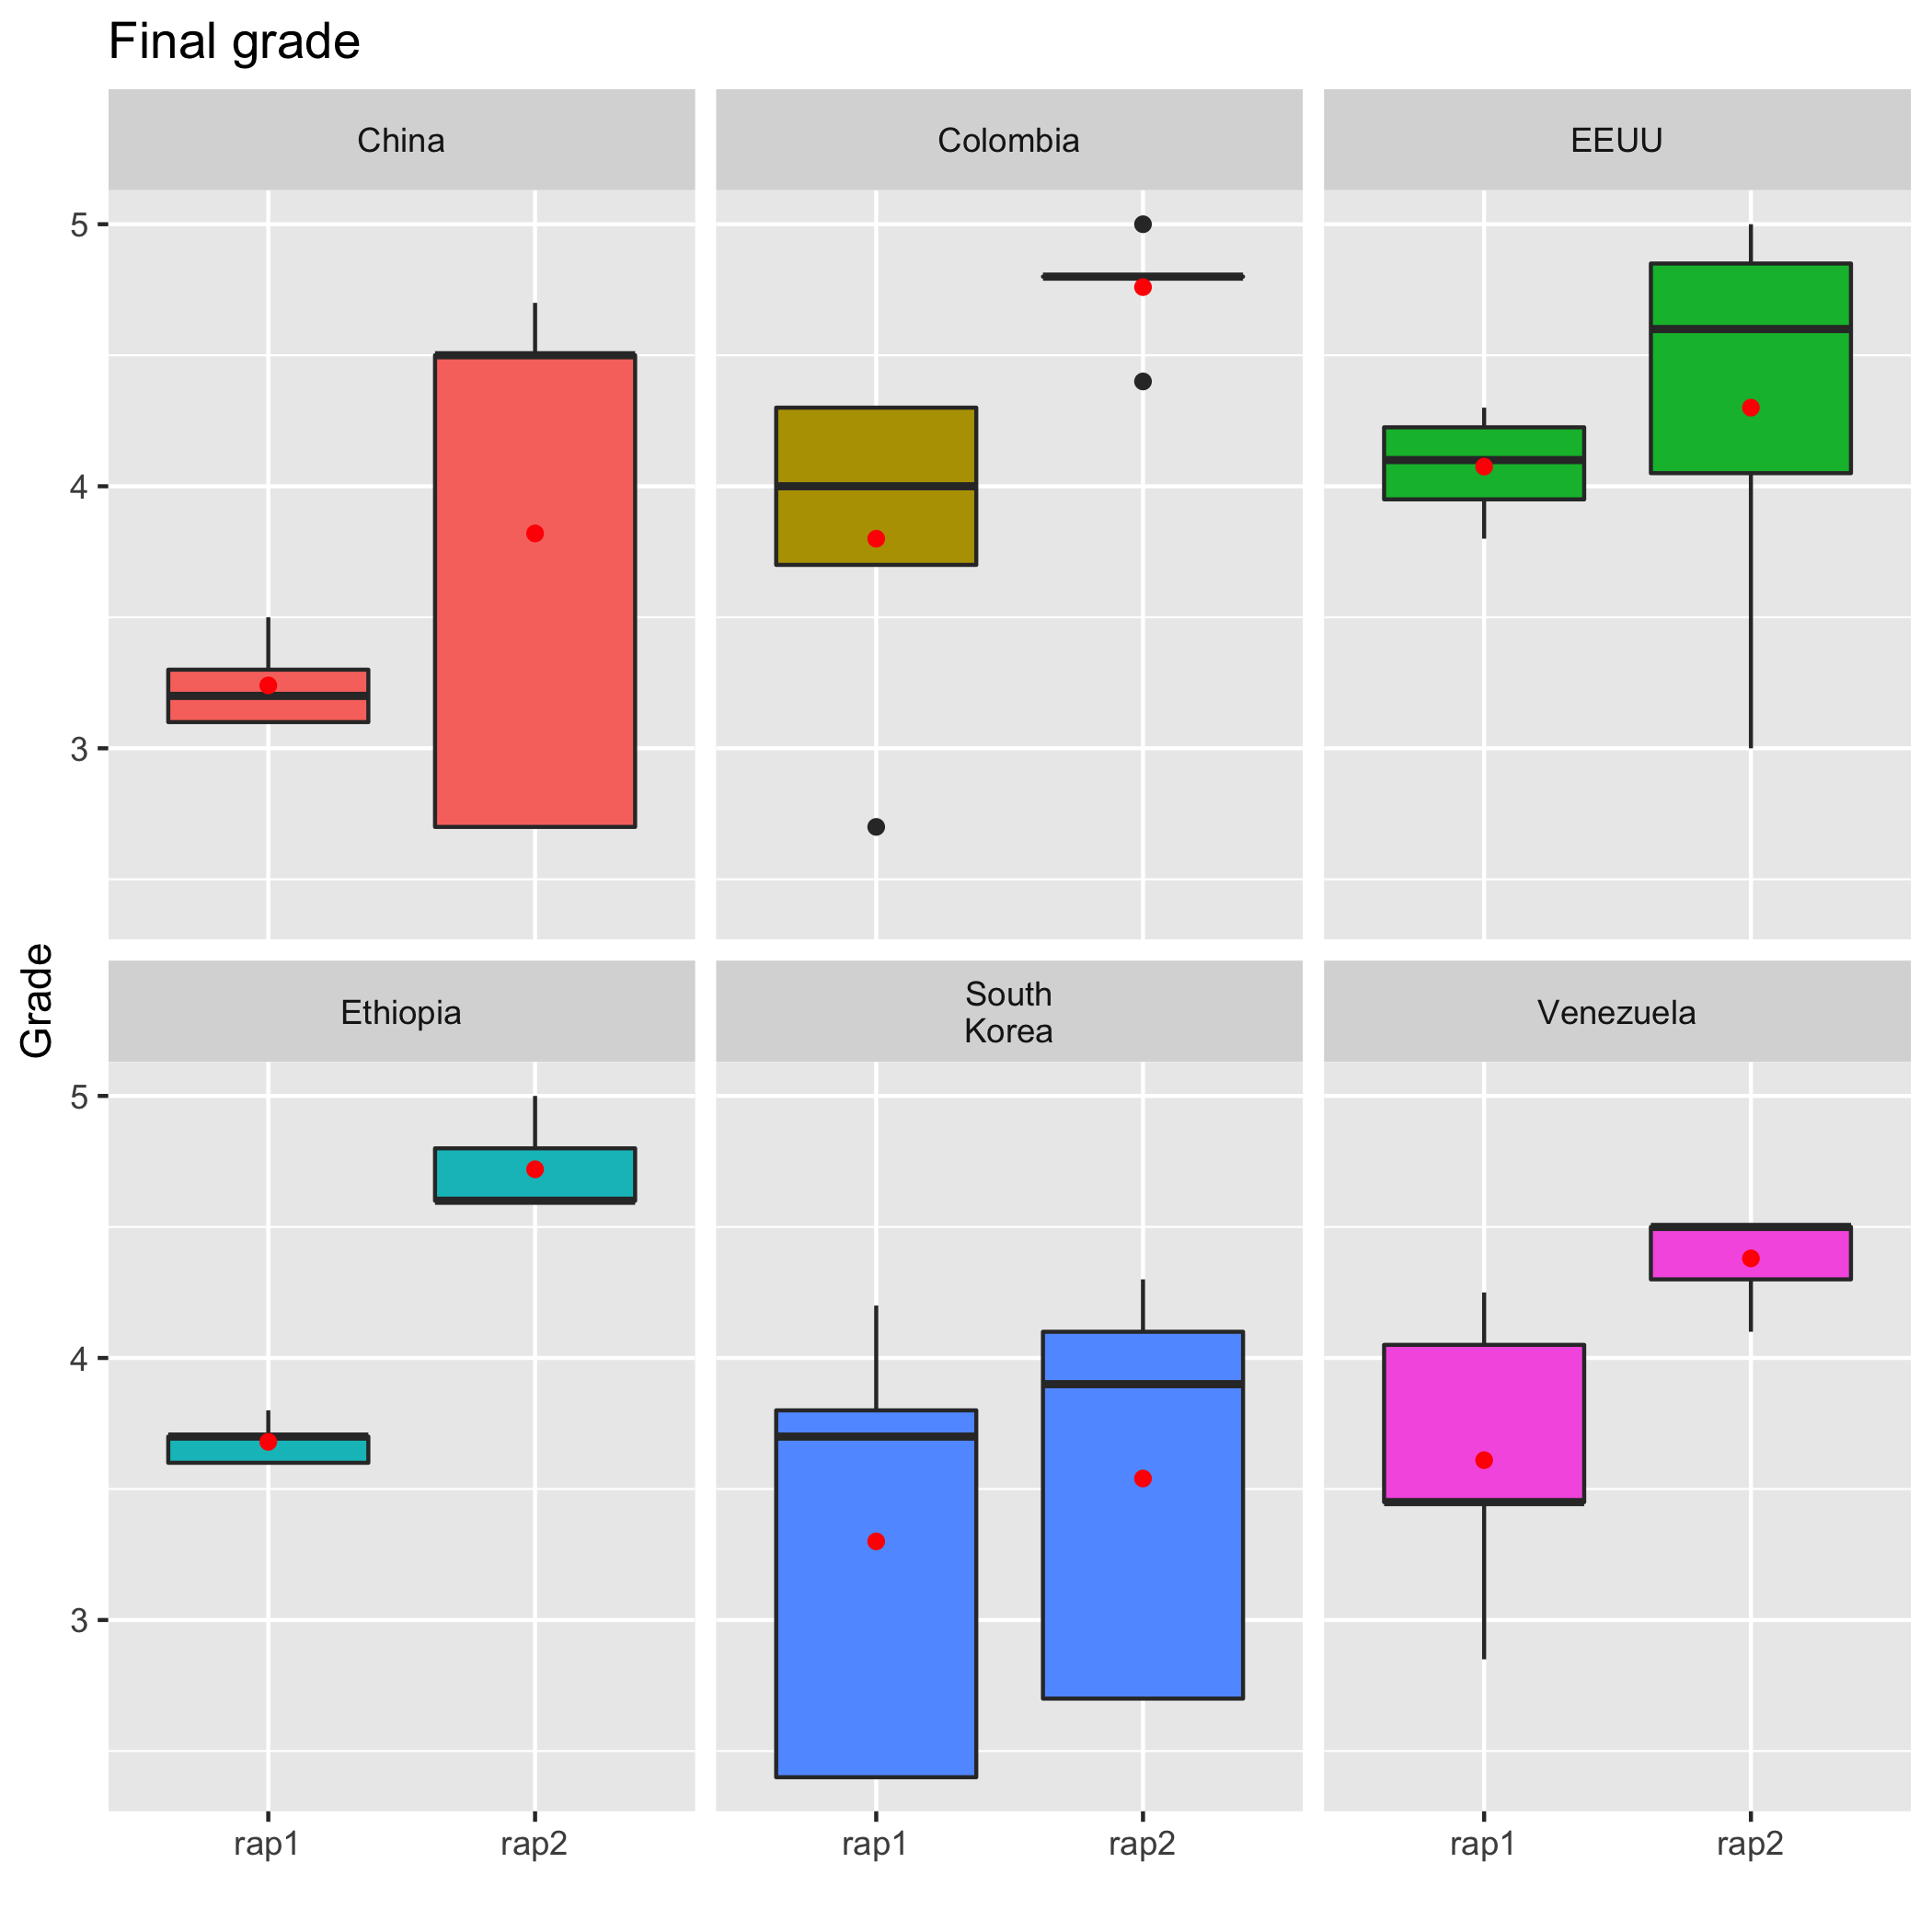 Final grade
China
Colombia
EEUU
5
4
3
Grade
Ethiopia
South
Korea
Venezuela
5
4
3
rap1
rap2
rap1
rap2
rap1
rap2